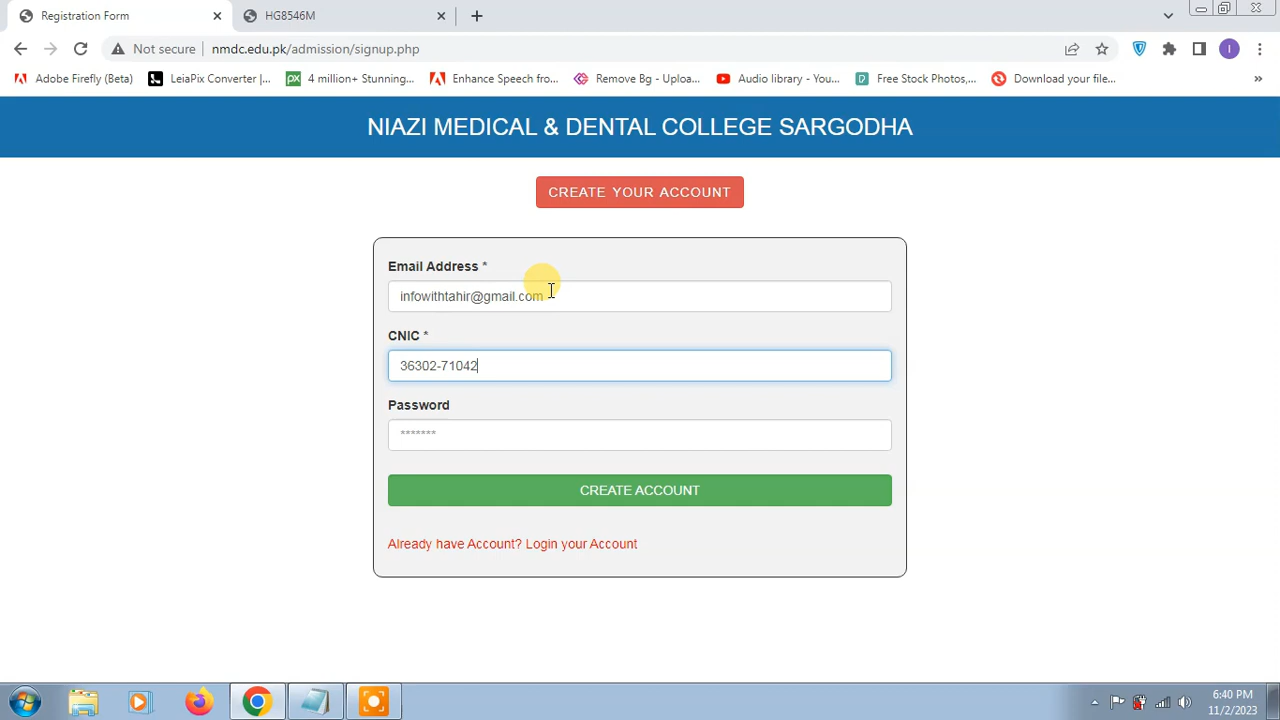 Registration Form
HG8546M
Not secure
nmdc.edu.pk/admission/signup.php
I
Adobe Firefly (Beta)
LeiaPix Converter |...
4 million+ Stunning...
Enhance Speech fro...
Remove Bg - Uploa...
Audio library - You...
Free Stock Photos,...
Download your file...
»
NIAZI MEDICAL & DENTAL COLLEGE SARGODHA
CREATE YOUR ACCOUNT
Email Address *
infowithtahir@gmail.com
CNIC *
36302-71042
Password
*******
CREATE ACCOUNT
Already have Account? Login your Account
6:40 PM
11/2/2023